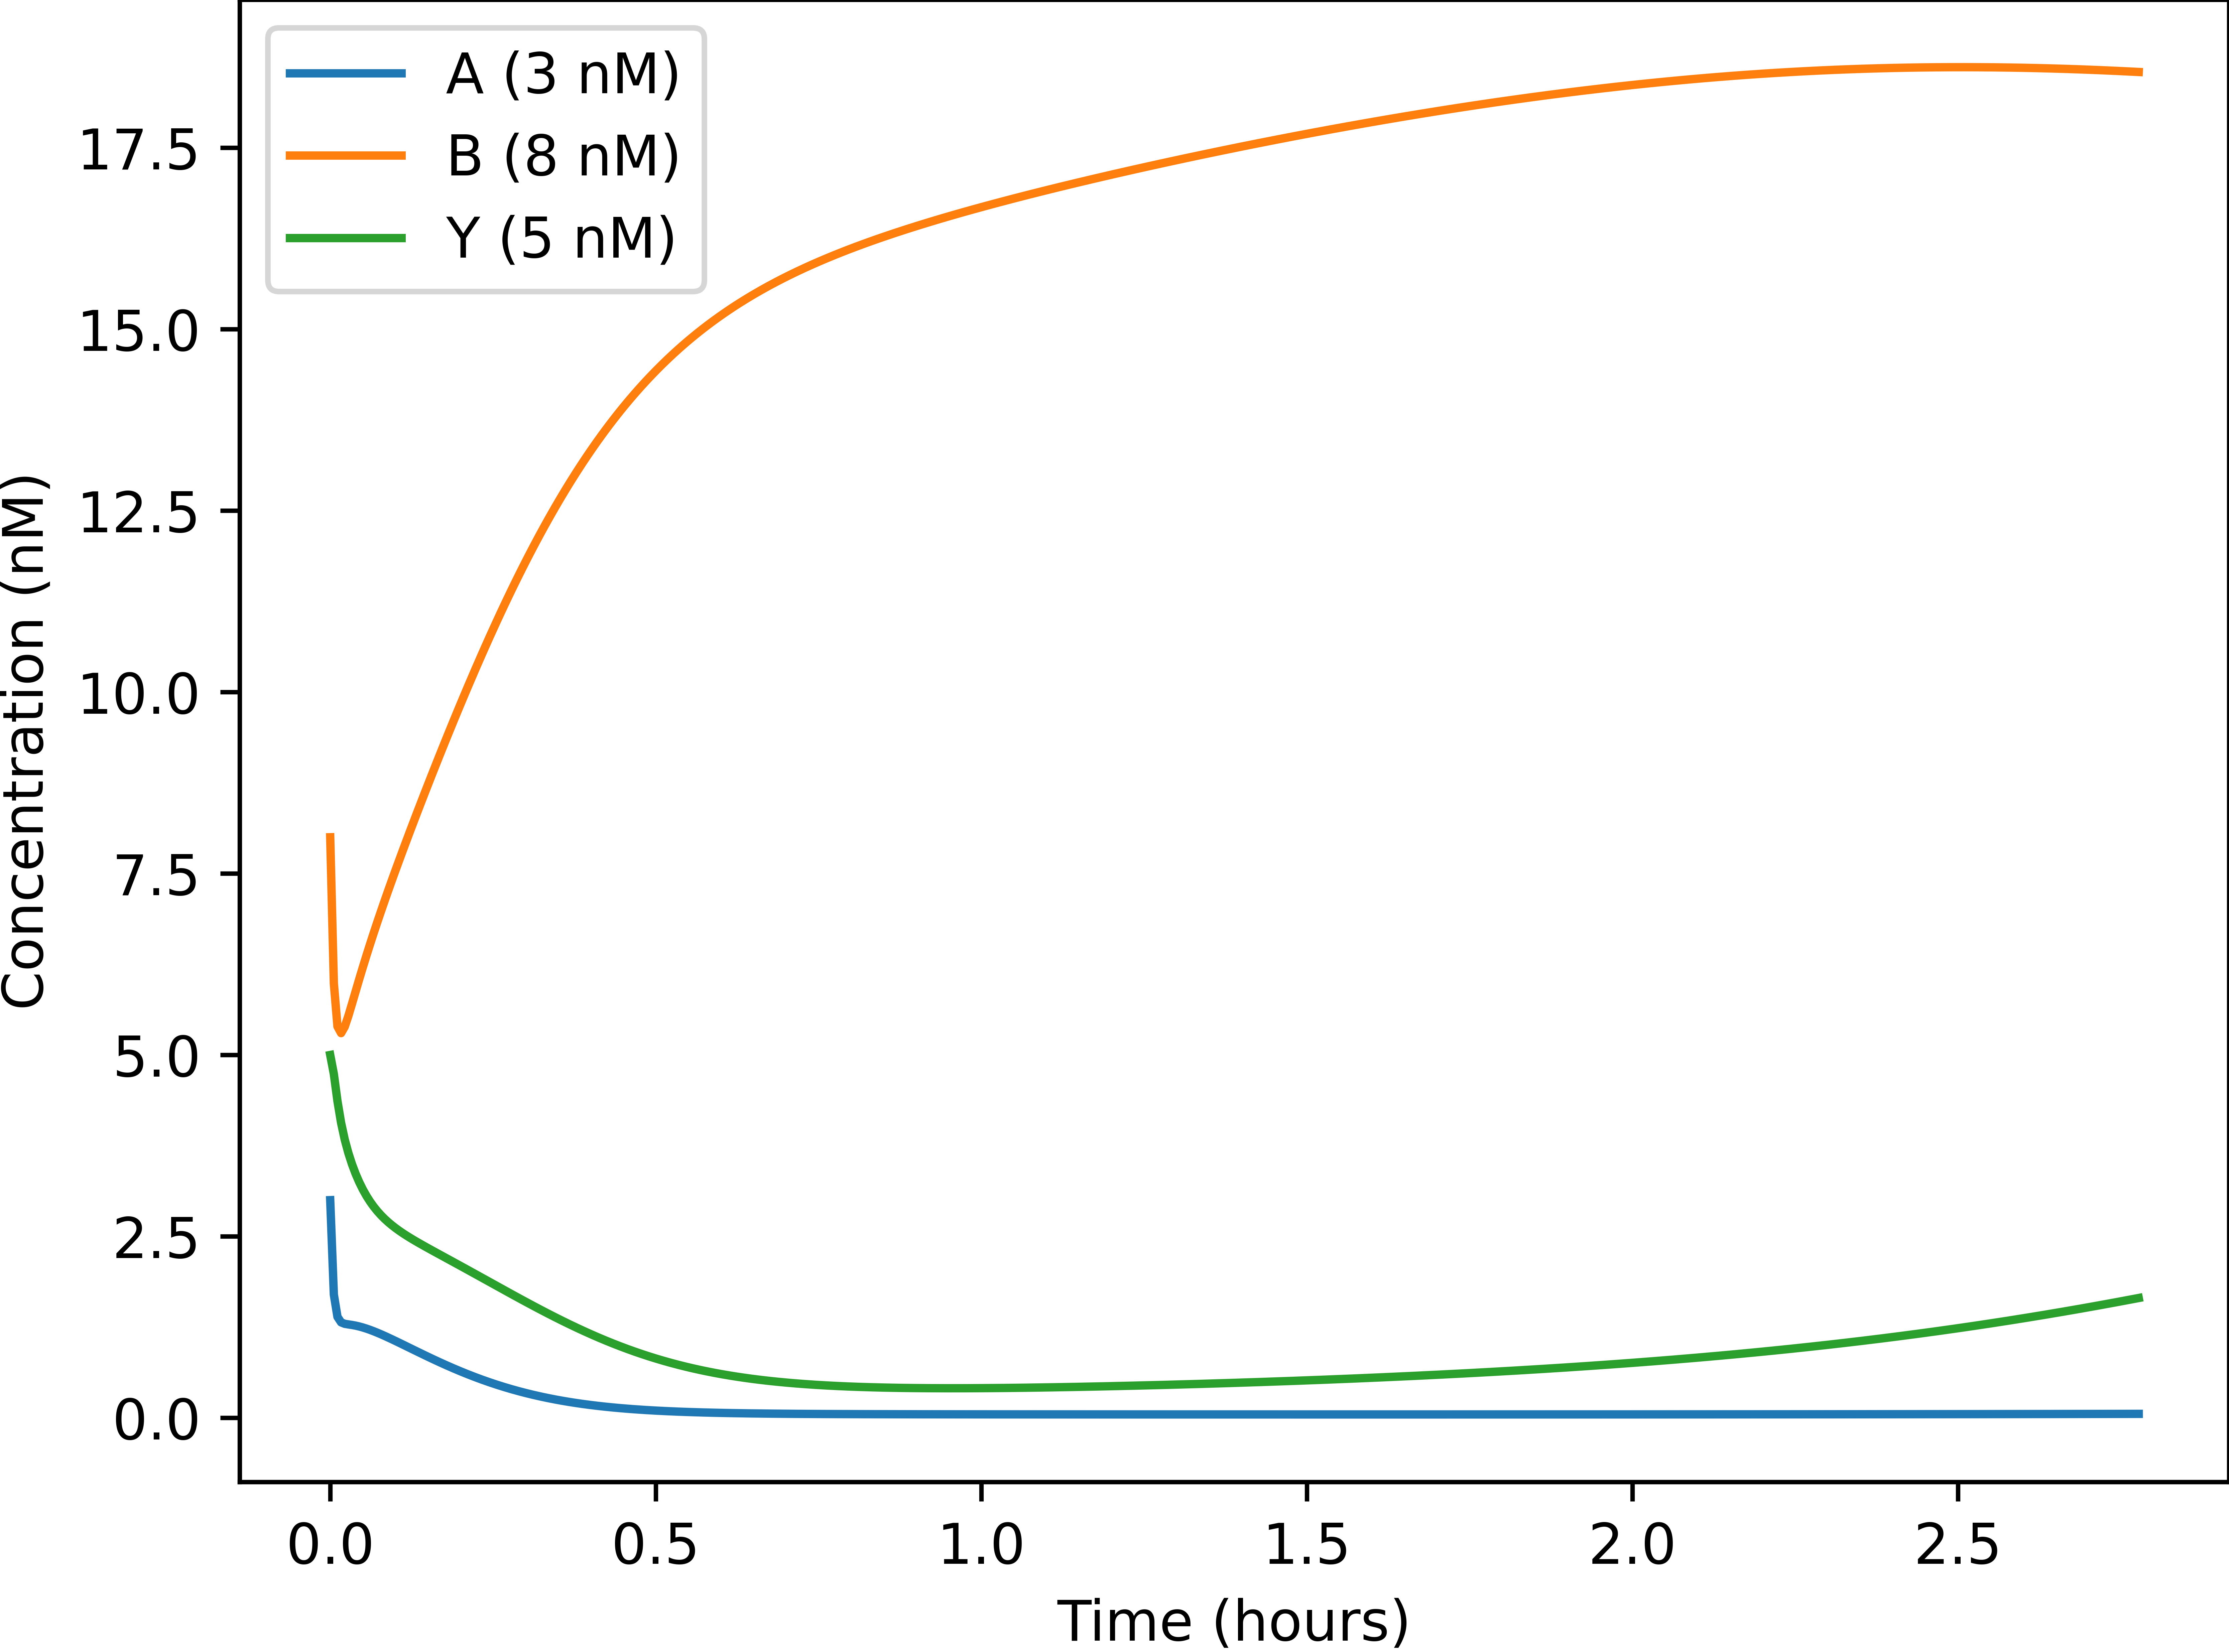 A (3 nM)
B (8 nM)
Y (5 nM)
17.5
15.0
12.5
10.0
7.5
5.0
2.5
0.0
Concentration (nM)
0.0 0.5 1.0 1.5 2.0 2.5
Time (hours)